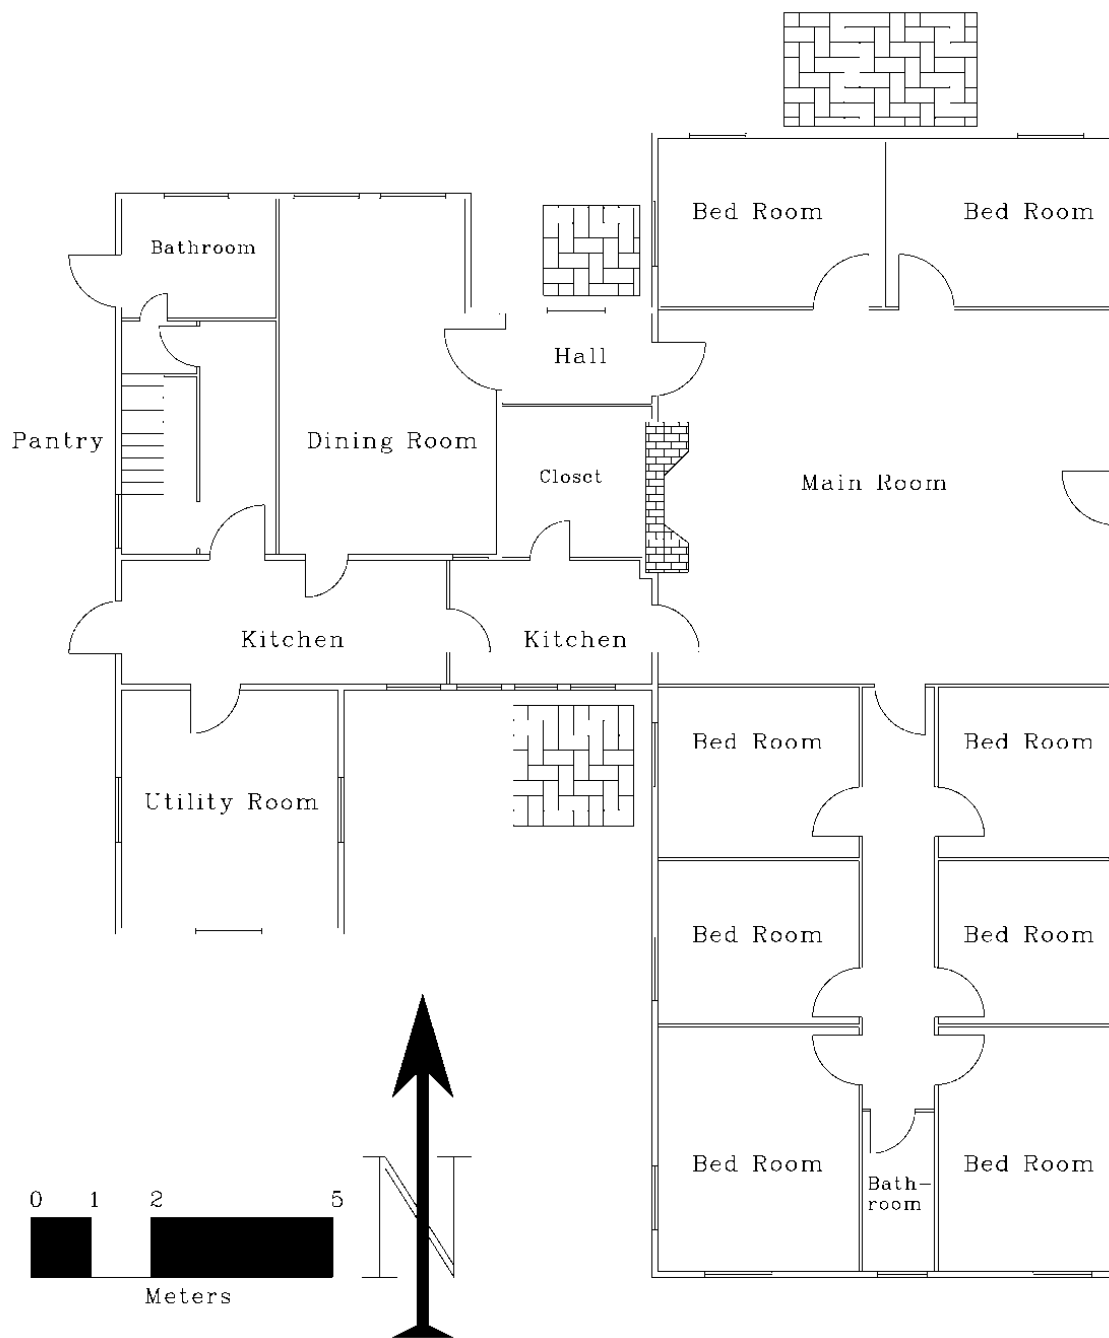 Bed Room
Bed Room
Bathroom
Hall
Pantry
Dining Room
Closet
Main Room
Kitchen
Kitchen
Bed Room
Bed Room
Utility Room
Bed Room
Bed Room
Bed Room
Bed Room
Bath-
room
N
0 1 2 5
Meters